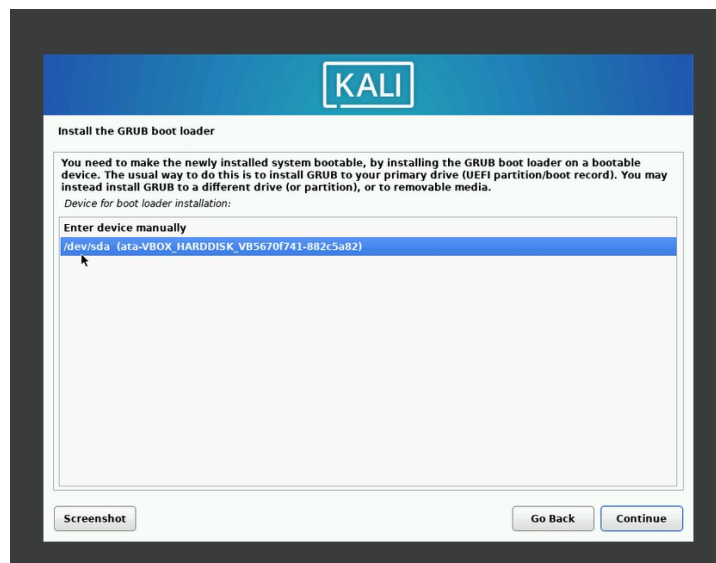 KALI
Install the GRUB boot loader
You need to make the newly installed system bootable, by installing the GRUB boot loader on a bootable
device. The usual way to do this is to install GRUB to your primary drive (UEFI partition/boot record). You may
instead install GRUB to a different drive (or partition), or to removable media.
Device for boot loader installation:
Enter device manually
/dev/sda (ata-VBOX_HARDDISK_VB5670f741-882c5a82)
Screenshot
Go Back
Continue